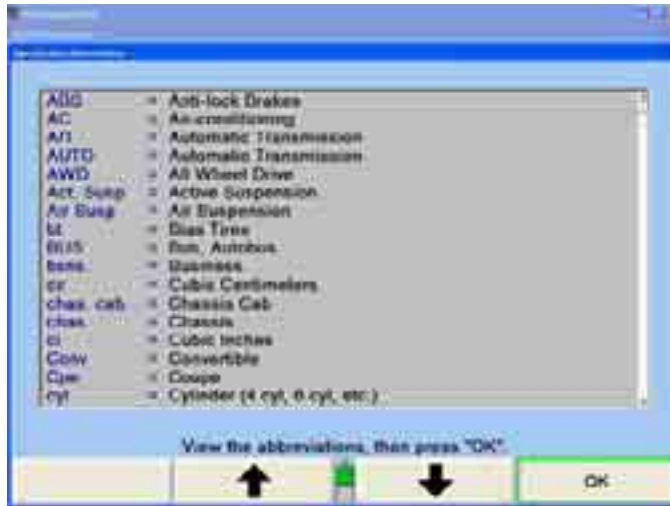 ABS = Anti-lock Brakes
AC = Air-conditioning
A/T = Automatic Transmission
AUTO = Automatic Transmission
AWD = All Wheel Drive
Act. Susp = Active Suspension
Air Susp = Air Suspension
bt = Bias Tires
BUS = Bus, Autobus
= Business
cc = Cubic Centimeters
chas. cab = Chassis Cab
chas. = Chassis
ci = Cubic Inches
Conv = Convertible
Cpe = Coupe
cyl = Cylinder (4 cyl, 6 cyl, etc.)
View the abbreviations, then press "OK".
OK